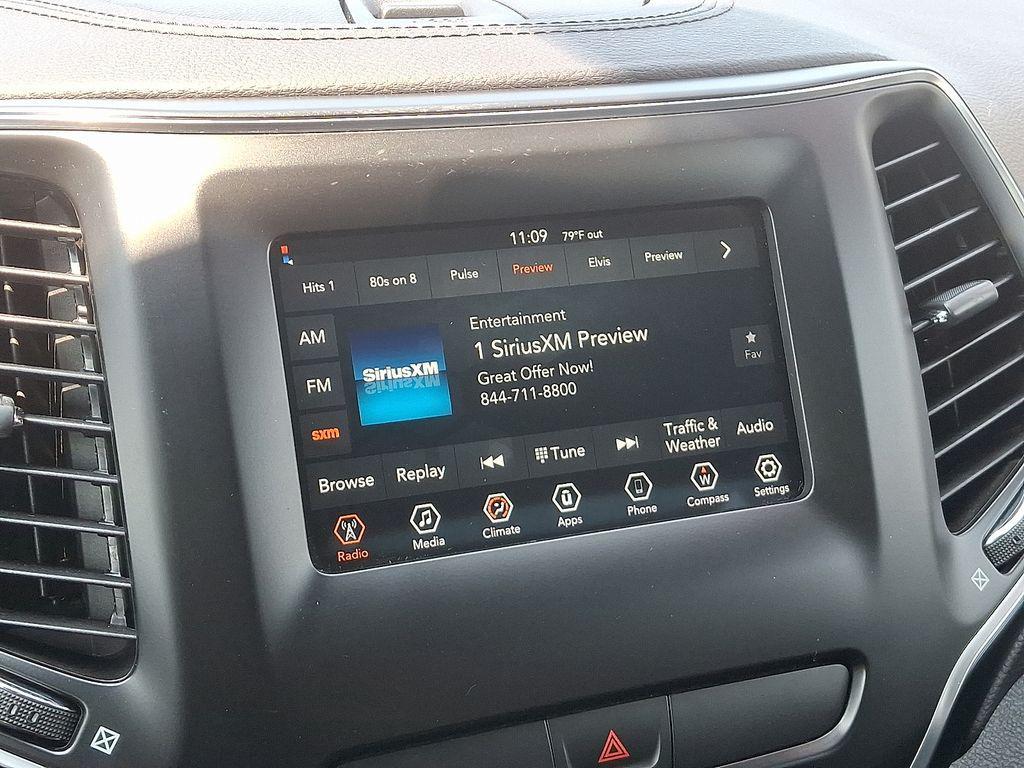 11:09 79°F out
Hits 1 80s on 8 Pulse Preview Elvis Preview
AM
FM
sxm
SiriusXM
Entertainment
1 SiriusXM Preview
Great Offer Now!
844-711-8800
Fav
Browse Replay Tune Traffic &
Weather Audio
Radio Media Climate Apps Phone W Compass Settings